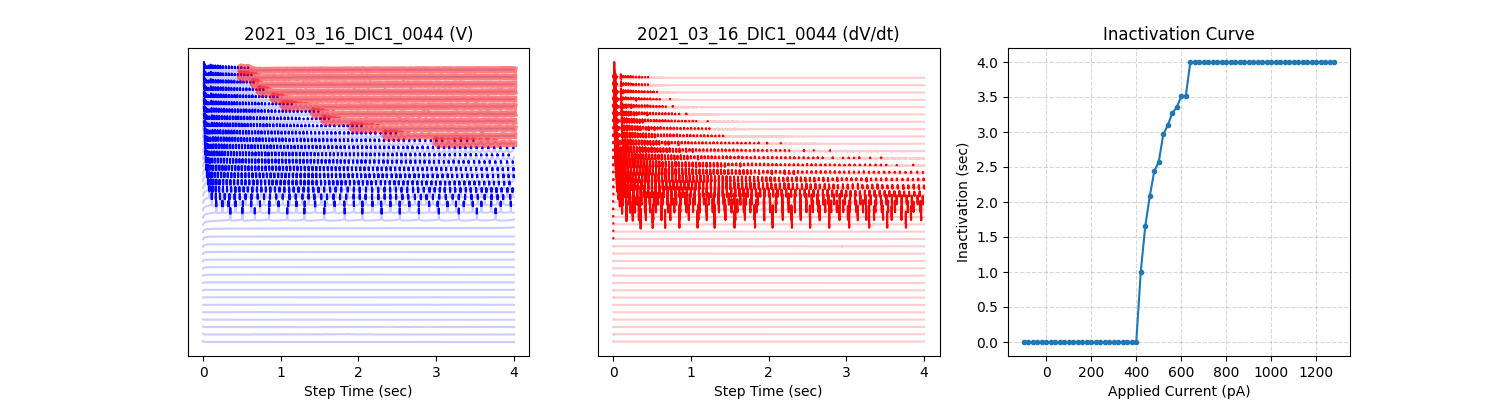 2021_03_16_DIC1_0044 (V)
0 1 2 3 4
Step Time (sec)
2021_03_16_DIC1_0044 (dV/dt)
0 1 2 3 4
Step Time (sec)
Inactivation Curve
Inactivation (sec)
4.0
3.5
3.0
2.5
2.0
1.5
1.0
0.5
0.0
0 200 400 600 800 1000 1200
Applied Current (pA)